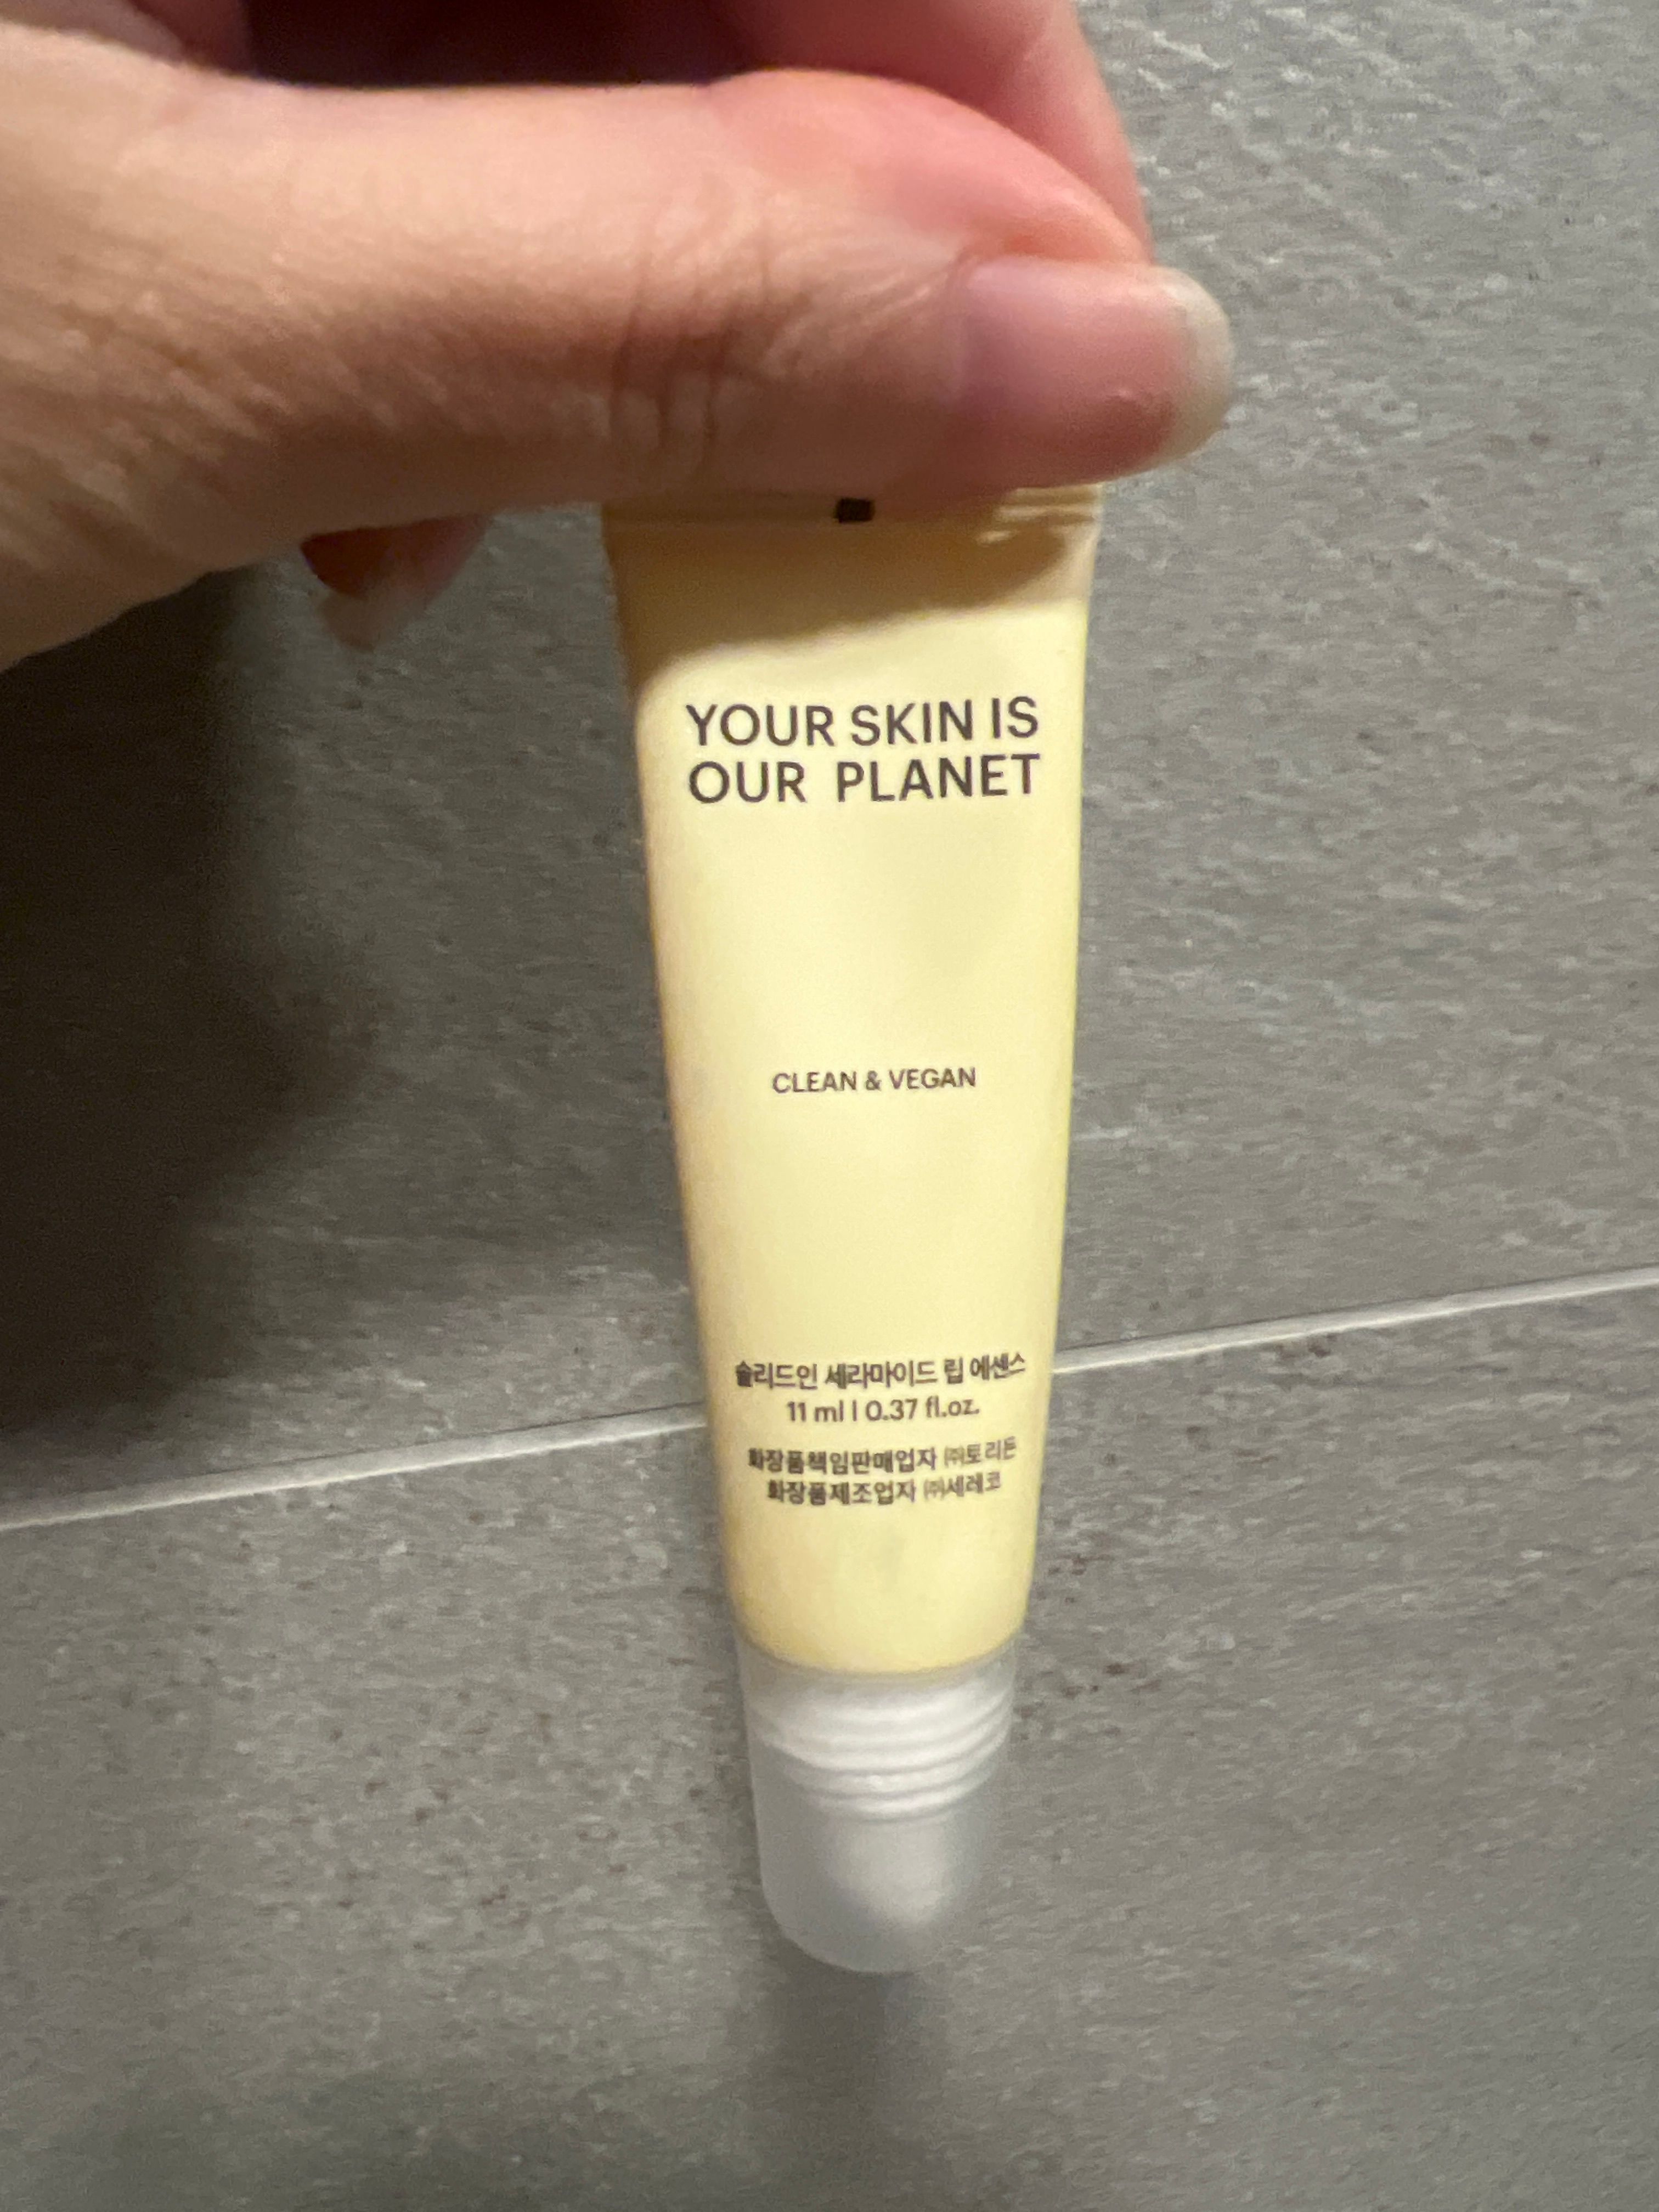 YOUR SKIN IS
OUR PLANET
CLEAN & VEGAN
솔리드인 세라마이드 립 에센스
11 ml | 0.37 fl.oz.
화장품책임판매업자 ㈜토리든
화장품제조업자 ㈜세레코